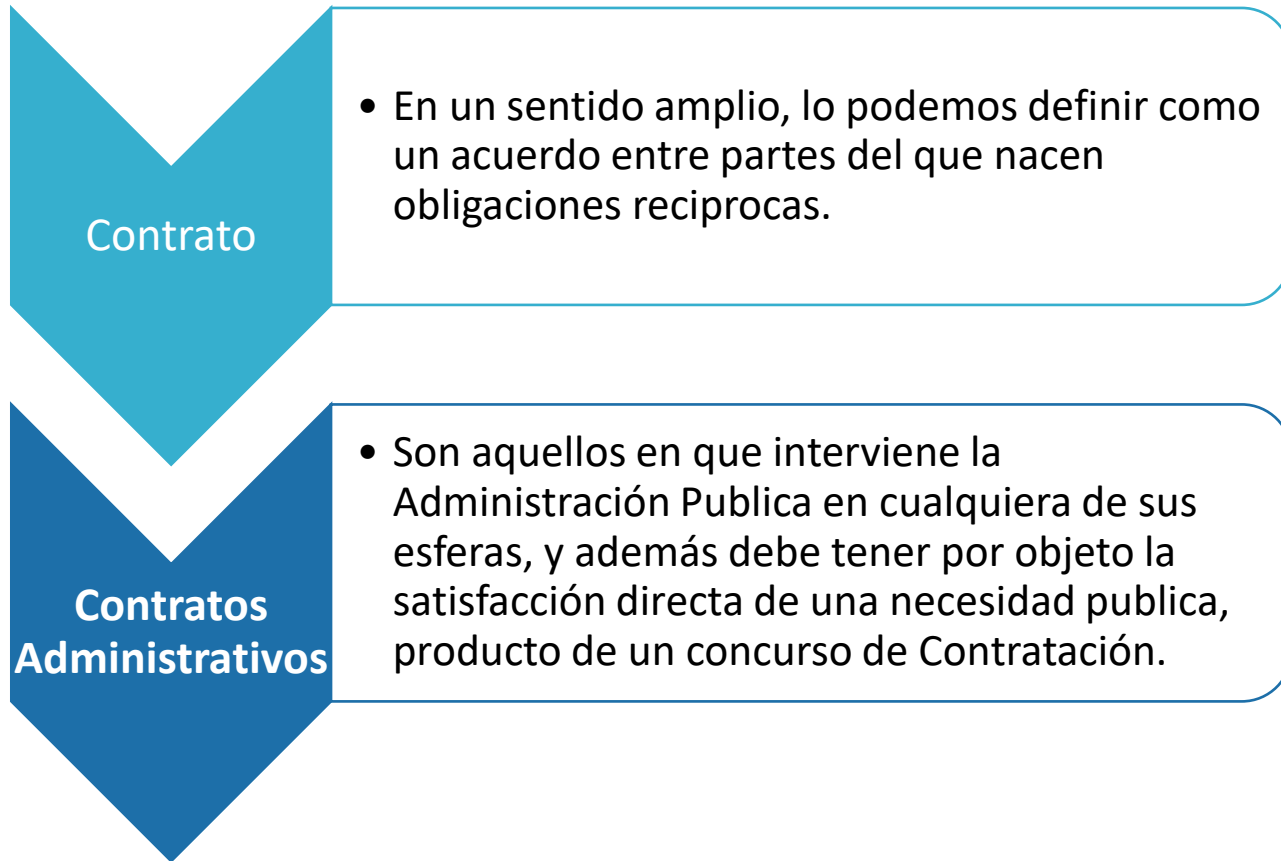 Contrato
• En un sentido amplio, lo podemos definir como
un acuerdo entre partes del que nacen
obligaciones reciprocas.
Contratos
Administrativos
• Son aquellos en que interviene la
Administración Publica en cualquiera de sus
esferas, y además debe tener por objeto la
satisfacción directa de una necesidad publica,
producto de un concurso de Contratación.